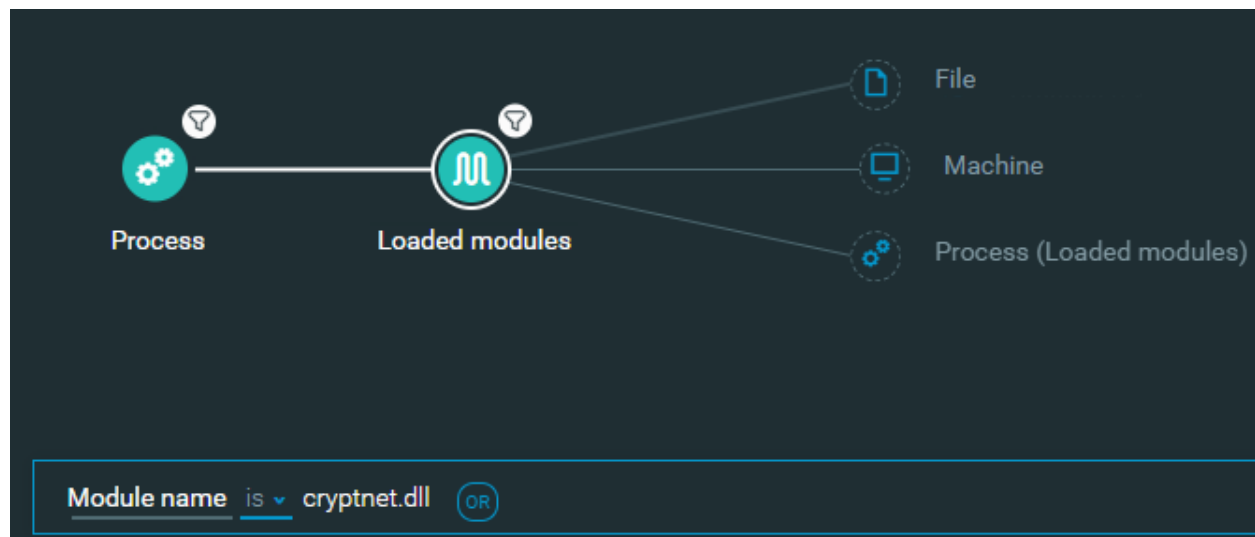 File
Machine
Process
Loaded modules
Process (Loaded modules)
Module name is cryptnet.dll OR